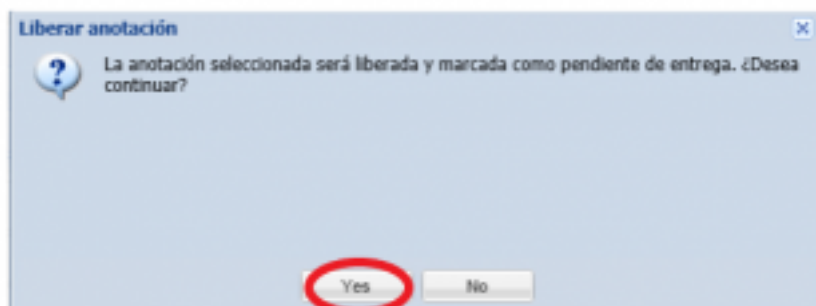 Liberar anotación
La anotación seleccionada será liberada y marcada como pendiente de entrega. ¿Desea
continuar?
Yes No